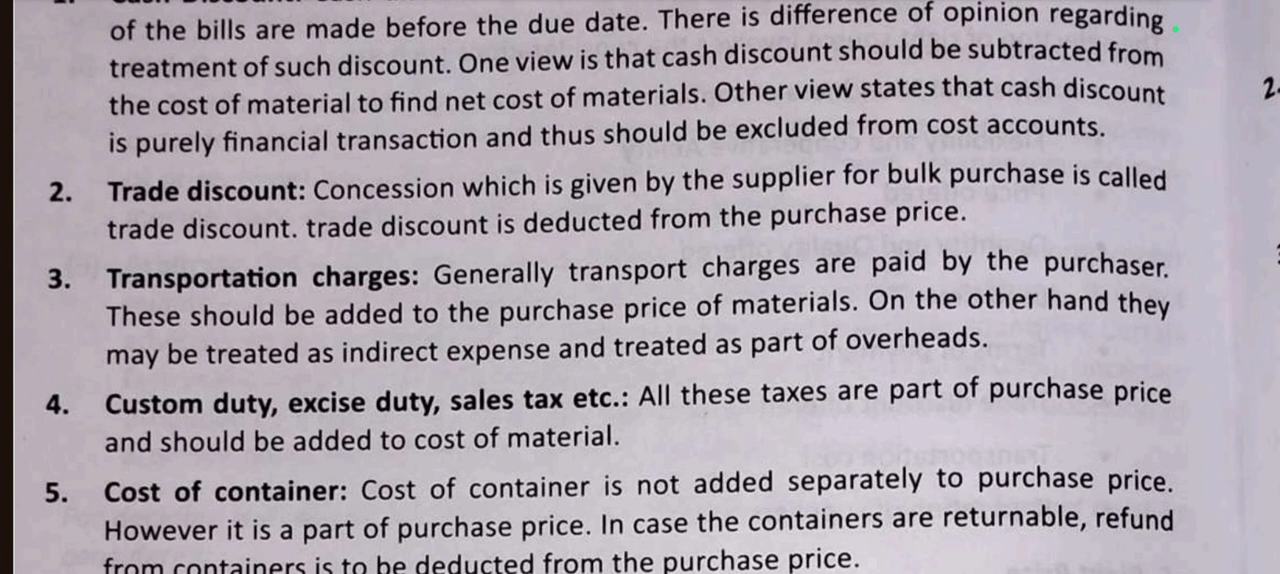 of the bills are made before the due date. There is difference of opinion regarding
treatment of such discount. One view is that cash discount should be subtracted from
the cost of material to find net cost of materials. Other view states that cash discount
is purely financial transaction and thus should be excluded from cost accounts.
2. Trade discount: Concession which is given by the supplier for bulk purchase is called
trade discount. trade discount is deducted from the purchase price.
3. Transportation charges: Generally transport charges are paid by the purchaser.
These should be added to the purchase price of materials. On the other hand they
may be treated as indirect expense and treated as part of overheads.
4. Custom duty, excise duty, sales tax etc.: All these taxes are part of purchase price
and should be added to cost of material.
5. Cost of container: Cost of container is not added separately to purchase price.
However it is a part of purchase price. In case the containers are returnable, refund
from containers is to be deducted from the purchase price.